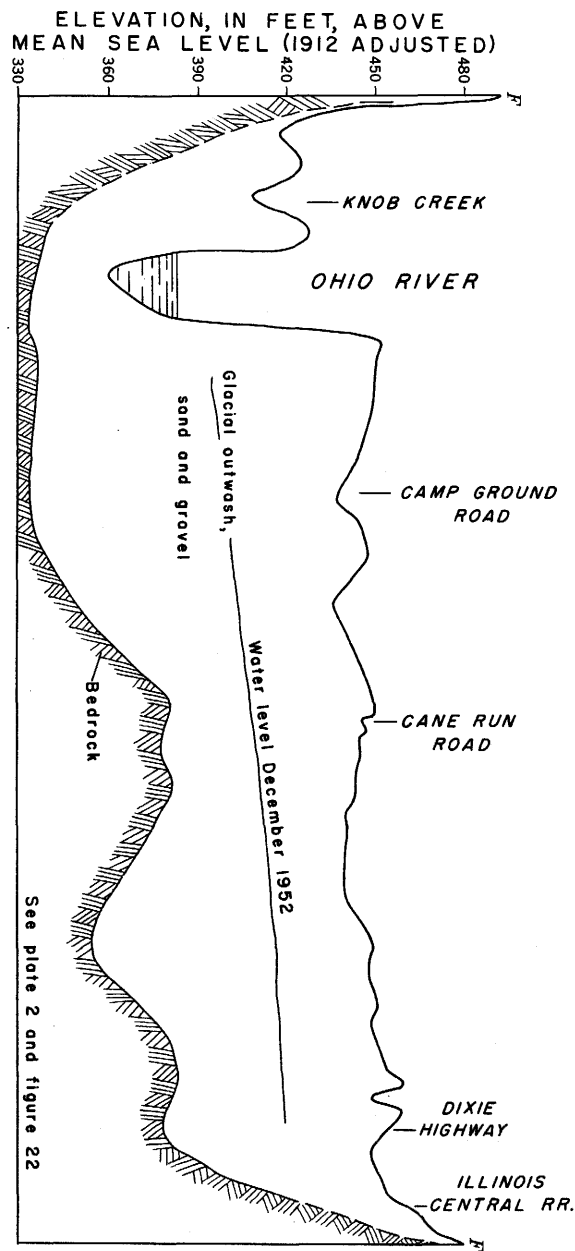 ELEVATION, IN FEET, ABOVE
MEAN SEA LEVEL (1912 ADJUSTED)
330
360
390
420
450
480
F
KNOB CREEK
OHIO RIVER
Glacial outwash,
sand and gravel
CAMP GROUND
ROAD
Bedrock
Water level December 1952
CANE RUN
ROAD
See plate 2 and figure 22
DIXIE
HIGHWAY
ILLINOIS
CENTRAL RR.
F'